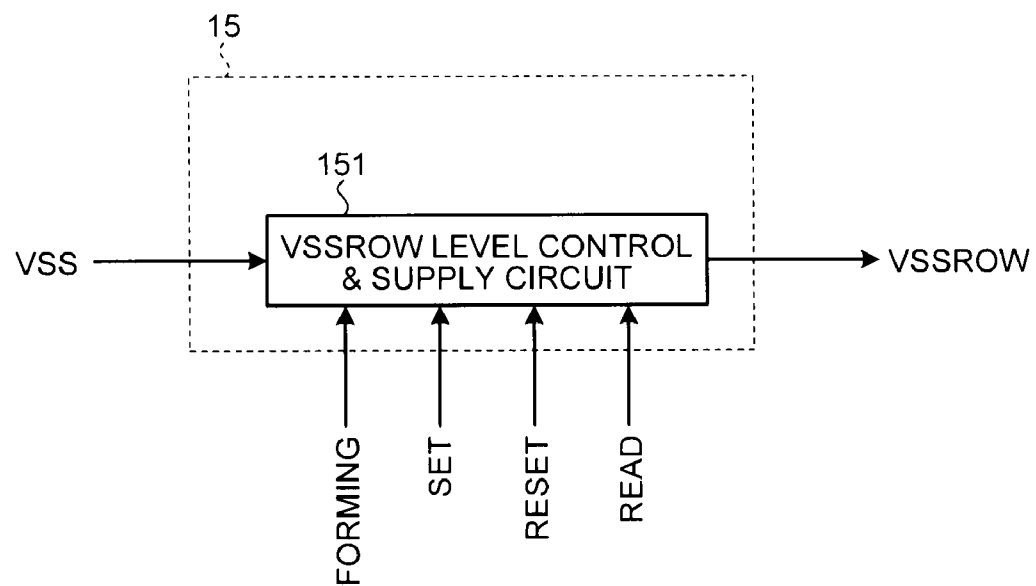 15
151
VSS
VSSROW LEVEL CONTROL
& SUPPLY CIRCUIT
VSSROW
FORMING
SET
RESET
READ